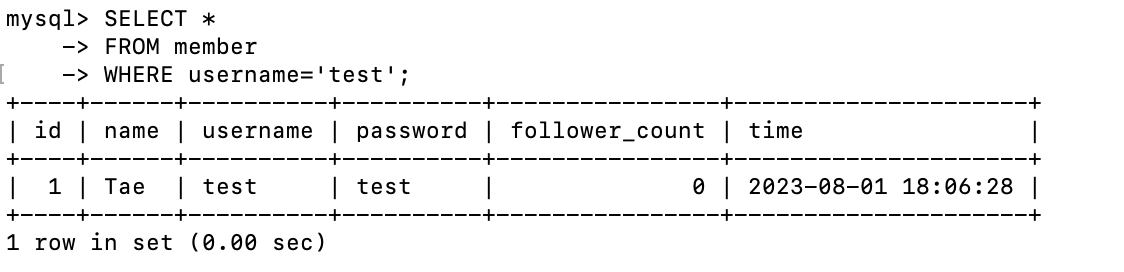 mysql> SELECT *
    -> FROM member
    -> WHERE username='test';
+----+------+----------+----------+----------------+---------------------+
| id | name | username | password | follower_count | time                |
+----+------+----------+----------+----------------+---------------------+
|  1 | Tae  | test     | test     |              0 | 2023-08-01 18:06:28 |
+----+------+----------+----------+----------------+---------------------+
1 row in set (0.00 sec)